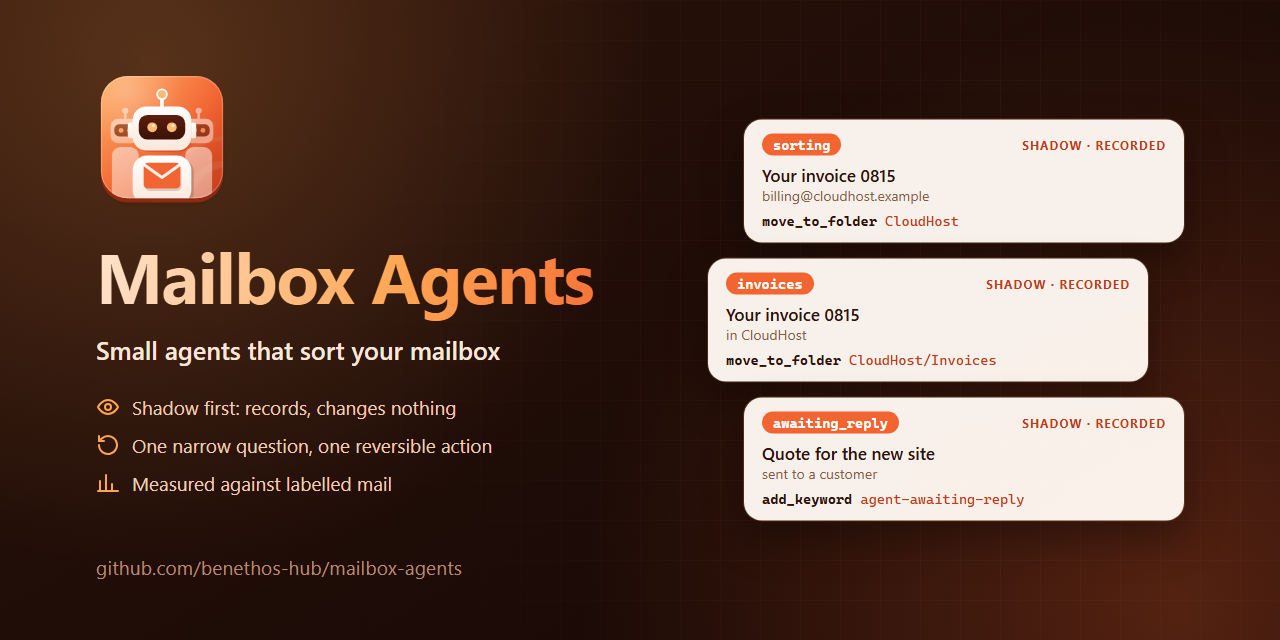 Mailbox Agents
Small agents that sort your mailbox
Shadow first: records, changes nothing
One narrow question, one reversible action
Measured against labelled mail
github.com/benethos-hub/mailbox-agents
sorting
SHADOW · RECORDED
Your invoice 0815
billing@cloudhost.example
move_to_folder CloudHost
invoices
SHADOW · RECORDED
Your invoice 0815
in CloudHost
move_to_folder CloudHost/Invoices
awaiting_reply
SHADOW · RECORDED
Quote for the new site
sent to a customer
add_keyword agent-awaiting-reply